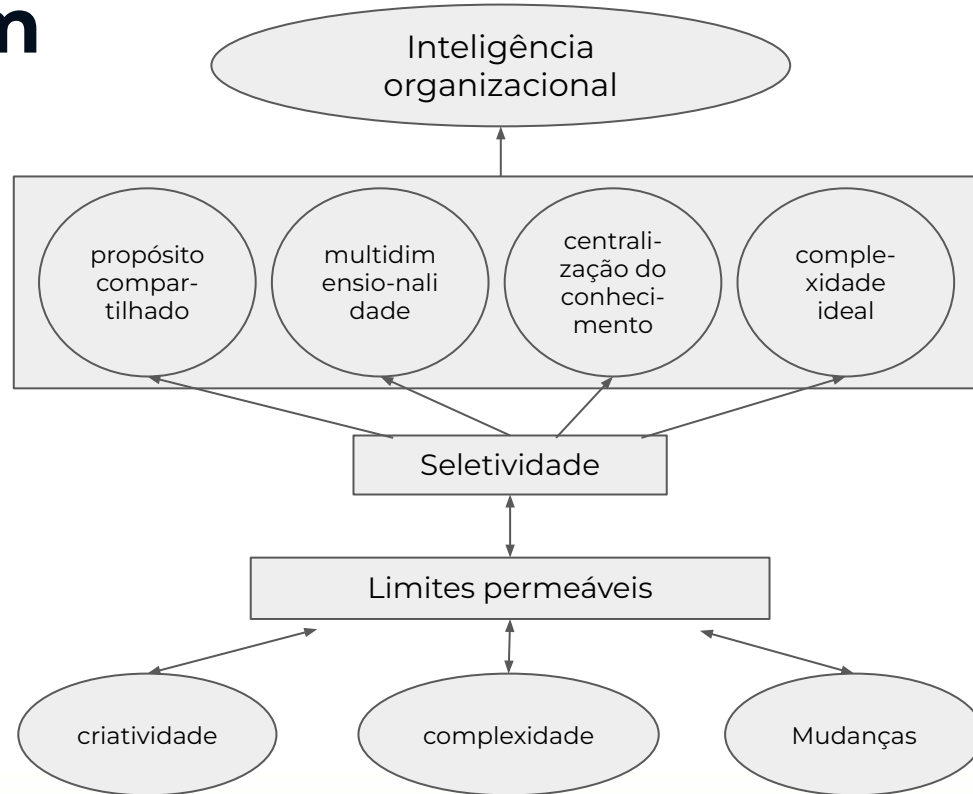 m
Inteligência
organizacional
propósito
compar-
tilhado
multidim
ensio-nali
dade
centrali-
zação do
conheci-
mento
comple-
xidade
ideal
Seletividade
Limites permeáveis
criatividade
complexidade
Mudanças